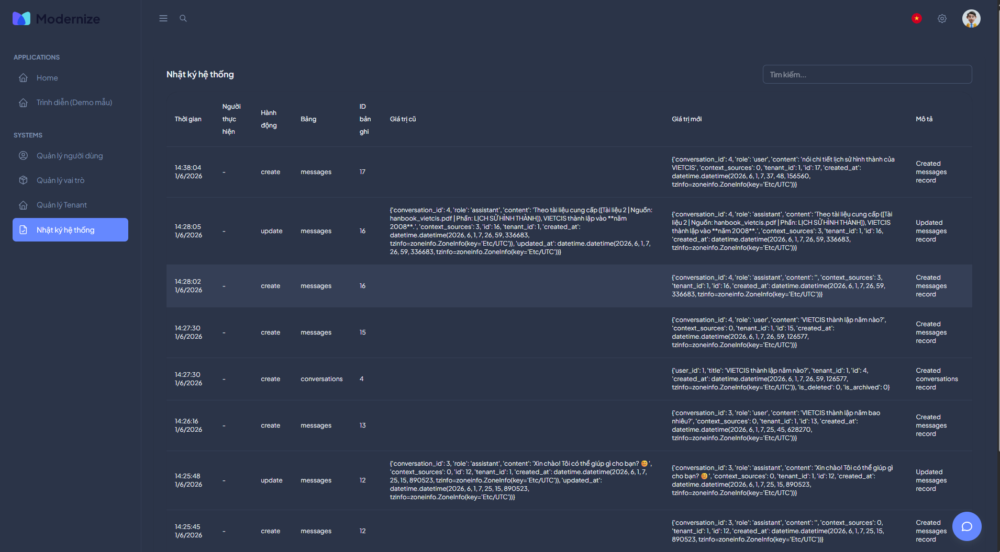 Modernize
APPLICATIONS
Home
Trình diễn (Demo mẫu)
SYSTEMS
Quản lý người dùng
Quản lý vai trò
Quản lý Tenant
Nhật ký hệ thống
Nhật ký hệ thống
Tìm kiếm...
Thời gian
Người
thực
hiện
Hành
động
Bảng
ID
bản
ghi
Giá trị cũ
Giá trị mới
Mô tả
14:38:04
1/6/2026
-
create
messages
17
{'conversation_id': 4, 'role': 'user', 'content': 'nói chi tiết lịch sử hình thành của
VIETCIS', 'context_sources': 0, 'tenant_id': 1, 'id': 17, 'created_at':
datetime.datetime(2026, 6, 1, 7, 37, 48, 156560,
tzinfo=zoneinfo.ZoneInfo(key='Etc/UTC'))}
Created
messages
record
14:28:05
1/6/2026
-
update
messages
16
{'conversation_id': 4, 'role': 'assistant', 'content': 'Theo tài liệu cung cấp ([Tài liệu 2 | Nguồn:
hanbook_vietcis.pdf | Phần: LỊCH SỬ HÌNH THÀNH]), VIETCIS thành lập vào **năm
2008**.', 'context_sources': 3, 'id': 16, 'tenant_id': 1, 'created_at':
datetime.datetime(2026, 6, 1, 7, 26, 59, 336683,
tzinfo=zoneinfo.ZoneInfo(key='Etc/UTC')), 'updated_at': datetime.datetime(2026, 6, 1, 7,
26, 59, 336683, tzinfo=zoneinfo.ZoneInfo(key='Etc/UTC'))}
{'conversation_id': 4, 'role': 'assistant', 'content': 'Theo tài liệu cung cấp ([Tài
liệu 2 | Nguồn: hanbook_vietcis.pdf | Phần: LỊCH SỬ HÌNH THÀNH]), VIETCIS
thành lập vào **năm 2008**.', 'context_sources': 3, 'tenant_id': 1, 'id': 16,
'created_at': datetime.datetime(2026, 6, 1, 7, 26, 59, 336683,
tzinfo=zoneinfo.ZoneInfo(key='Etc/UTC'))}
Updated
messages
record
14:28:02
1/6/2026
-
create
messages
16
{'conversation_id': 4, 'role': 'assistant', 'content': '', 'context_sources': 3,
'tenant_id': 1, 'id': 16, 'created_at': datetime.datetime(2026, 6, 1, 7, 26, 59,
336683, tzinfo=zoneinfo.ZoneInfo(key='Etc/UTC'))}
Created
messages
record
14:27:30
1/6/2026
-
create
messages
15
{'conversation_id': 4, 'role': 'user', 'content': 'VIETCIS thành lập năm nào?',
'context_sources': 0, 'tenant_id': 1, 'id': 15, 'created_at':
datetime.datetime(2026, 6, 1, 7, 26, 59, 126577,
tzinfo=zoneinfo.ZoneInfo(key='Etc/UTC'))}
Created
messages
record
14:27:30
1/6/2026
-
create
conversations
4
{'user_id': 1, 'title': 'VIETCIS thành lập năm nào?', 'tenant_id': 1, 'id': 4,
'created_at': datetime.datetime(2026, 6, 1, 7, 26, 59, 126577,
tzinfo=zoneinfo.ZoneInfo(key='Etc/UTC')), 'is_deleted': 0, 'is_archived': 0}
Created
conversations
record
14:26:16
1/6/2026
-
create
messages
13
{'conversation_id': 3, 'role': 'user', 'content': 'VIETCIS thành lập năm bao
nhiêu?', 'context_sources': 0, 'tenant_id': 1, 'id': 13, 'created_at':
datetime.datetime(2026, 6, 1, 7, 25, 45, 628270,
tzinfo=zoneinfo.ZoneInfo(key='Etc/UTC'))}
Created
messages
record
14:25:48
1/6/2026
-
update
messages
12
{'conversation_id': 3, 'role': 'assistant', 'content': 'Xin chào! Tôi có thể giúp gì cho bạn? 😊',
'context_sources': 0, 'id': 12, 'tenant_id': 1, 'created_at': datetime.datetime(2026, 6, 1, 7,
25, 15, 890523, tzinfo=zoneinfo.ZoneInfo(key='Etc/UTC')), 'updated_at':
datetime.datetime(2026, 6, 1, 7, 25, 15, 890523,
tzinfo=zoneinfo.ZoneInfo(key='Etc/UTC'))}
{'conversation_id': 3, 'role': 'assistant', 'content': 'Xin chào! Tôi có thể giúp gì
cho bạn? 😊', 'context_sources': 0, 'tenant_id': 1, 'id': 12, 'created_at':
datetime.datetime(2026, 6, 1, 7, 25, 15, 890523,
tzinfo=zoneinfo.ZoneInfo(key='Etc/UTC'))}
Updated
messages
record
14:25:45
1/6/2026
-
create
messages
12
{'conversation_id': 3, 'role': 'assistant', 'content': '', 'context_sources': 0,
'tenant_id': 1, 'id': 12, 'created_at': datetime.datetime(2026, 6, 1, 7, 25, 15,
890523, tzinfo=zoneinfo.ZoneInfo(key='Etc/UTC'))}
Created
messages
record